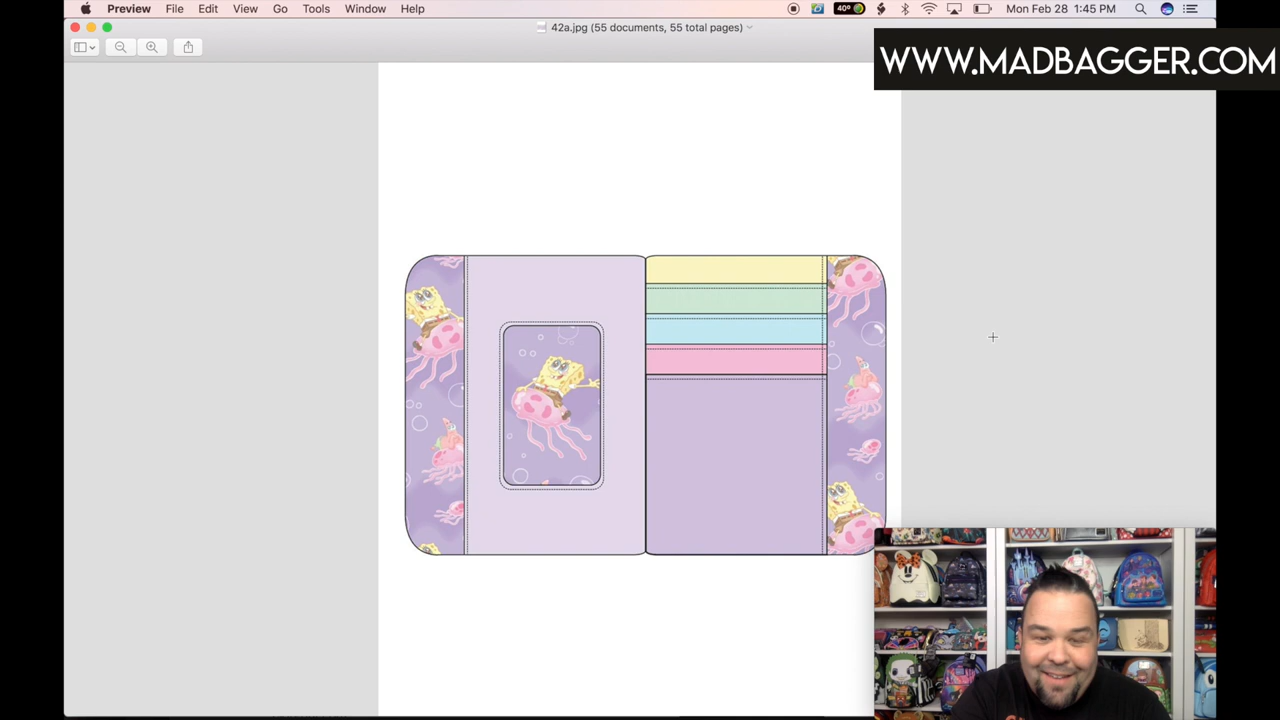 Preview File Edit View Go Tools Window Help 40° Mon Feb 28 1:45 PM
42a.jpg (55 documents, 55 total pages)
WWW.MADBAGGER.COM